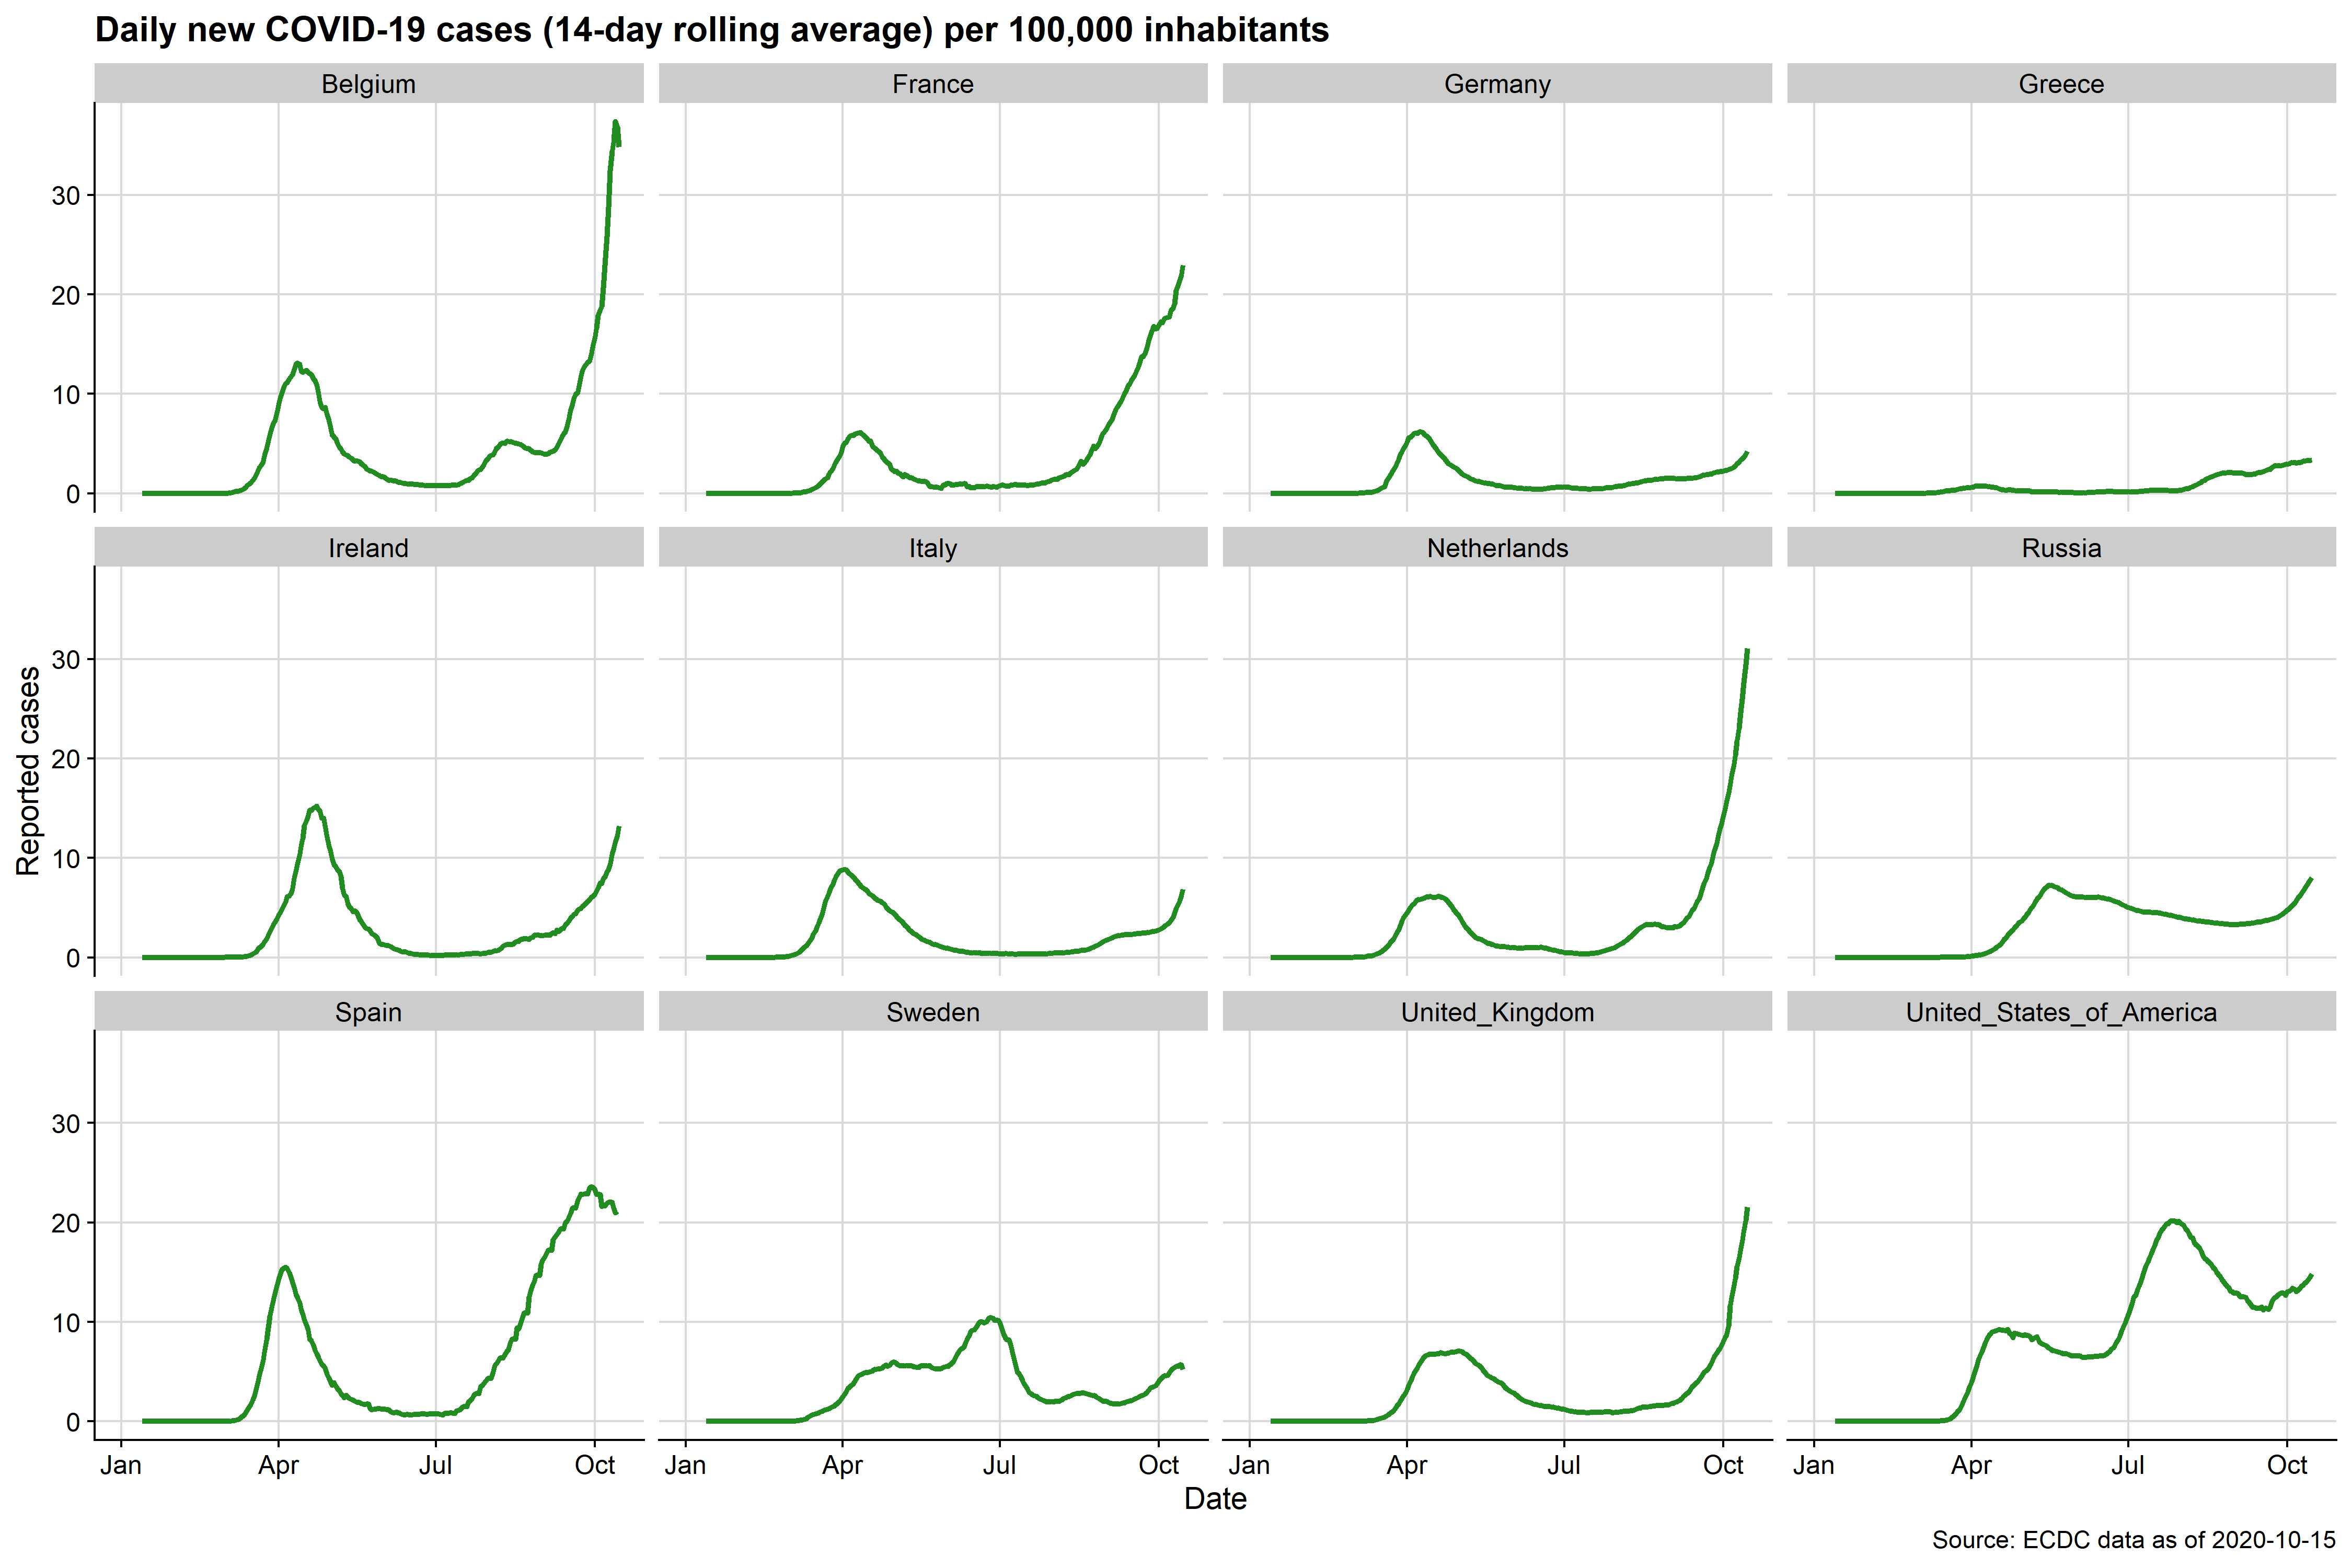 Daily new COVID-19 cases (14-day rolling average) per 100,000 inhabitants
Belgium France Germany Greece
30
20
10
0
Ireland Italy Netherlands Russia
Reported cases
30
20
10
0
Spain Sweden United_Kingdom United_States_of_America
30
20
10
0
Jan Apr Jul Oct Jan Apr Jul Oct Jan Apr Jul Oct Jan Apr Jul Oct
Date
Source: ECDC data as of 2020-10-15